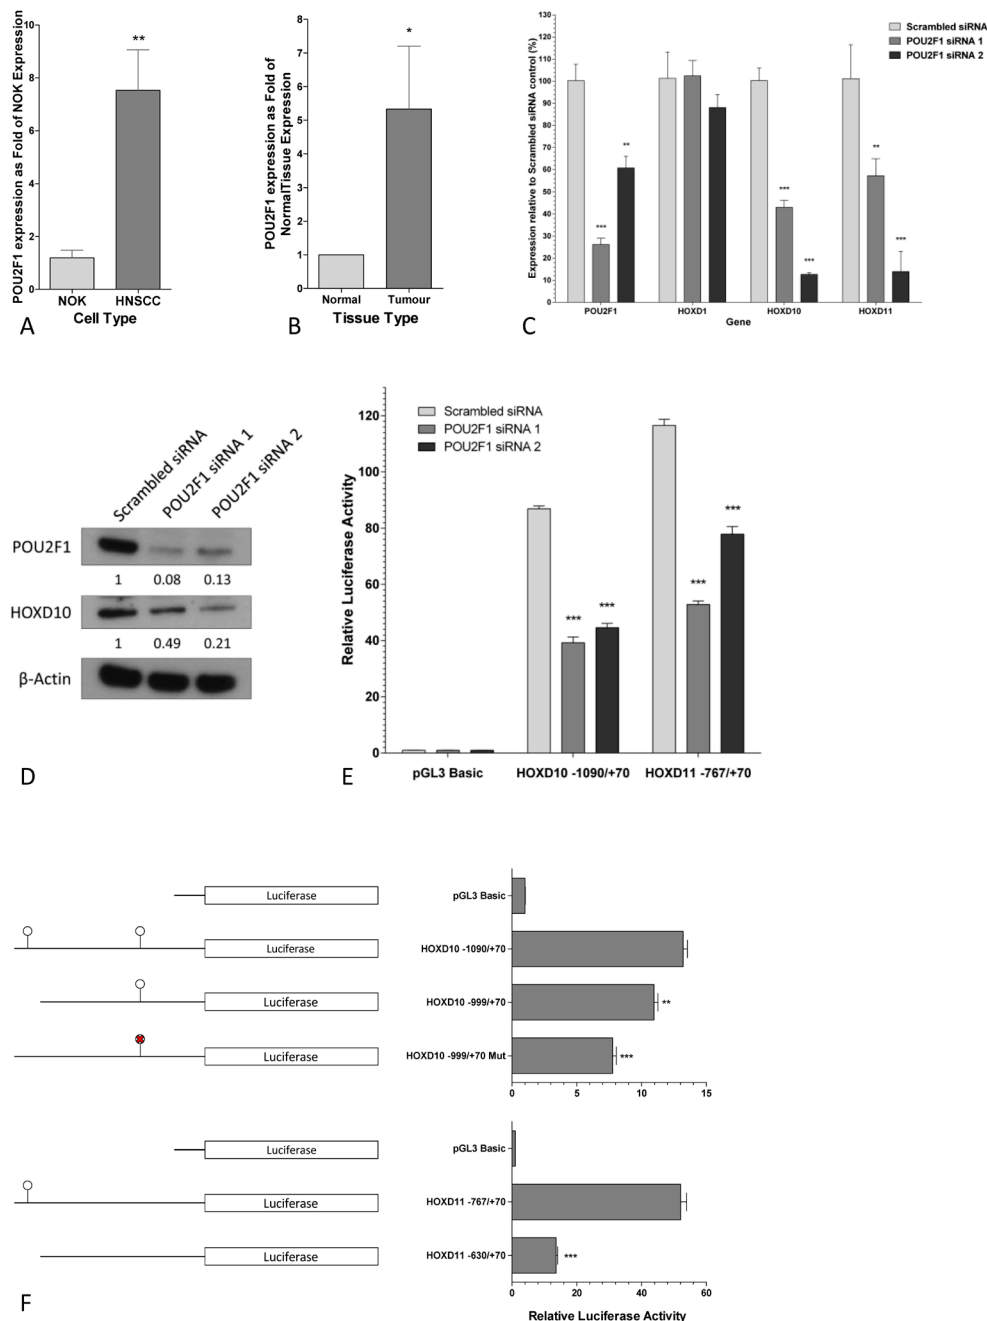 POU2F1 expression as Fold of NOK Expression
10
8
6
4
2
0
**
NOK HNSCC
Cell Type
A
POU2F1 expression as Fold of
NormalTissue Expression
8
7
6
5
4
3
2
1
0
*
Normal Tumour
Tissue Type
B
Expression relative to Scrambled siRNA control (%)
130
120
110
100
90
80
70
60
50
40
30
20
10
0
Scrambled siRNA
POU2F1 siRNA 1
POU2F1 siRNA 2
*** ** *** *** ** ***
POU2F1 HOXD1 HOXD10 HOXD11
Gene
C
Scrambled siRNA
POU2F1 siRNA 1
POU2F1 siRNA 2
POU2F1
1 0.08 0.13
HOXD10
1 0.49 0.21
β-Actin
D
Relative Luciferase Activity
120
100
80
60
40
20
0
Scrambled siRNA
POU2F1 siRNA 1
POU2F1 siRNA 2
*** *** *** ***
pGL3 Basic HOXD10 -1090/+70 HOXD11 -767/+70
E
Luciferase pGL3 Basic
Luciferase HOXD10 -1090/+70
Luciferase HOXD10 -999/+70 **
Luciferase HOXD10 -999/+70 Mut ***
0 5 10 15
Luciferase pGL3 Basic
Luciferase HOXD11 -767/+70
Luciferase HOXD11 -630/+70 ***
0 20 40 60
Relative Luciferase Activity
F